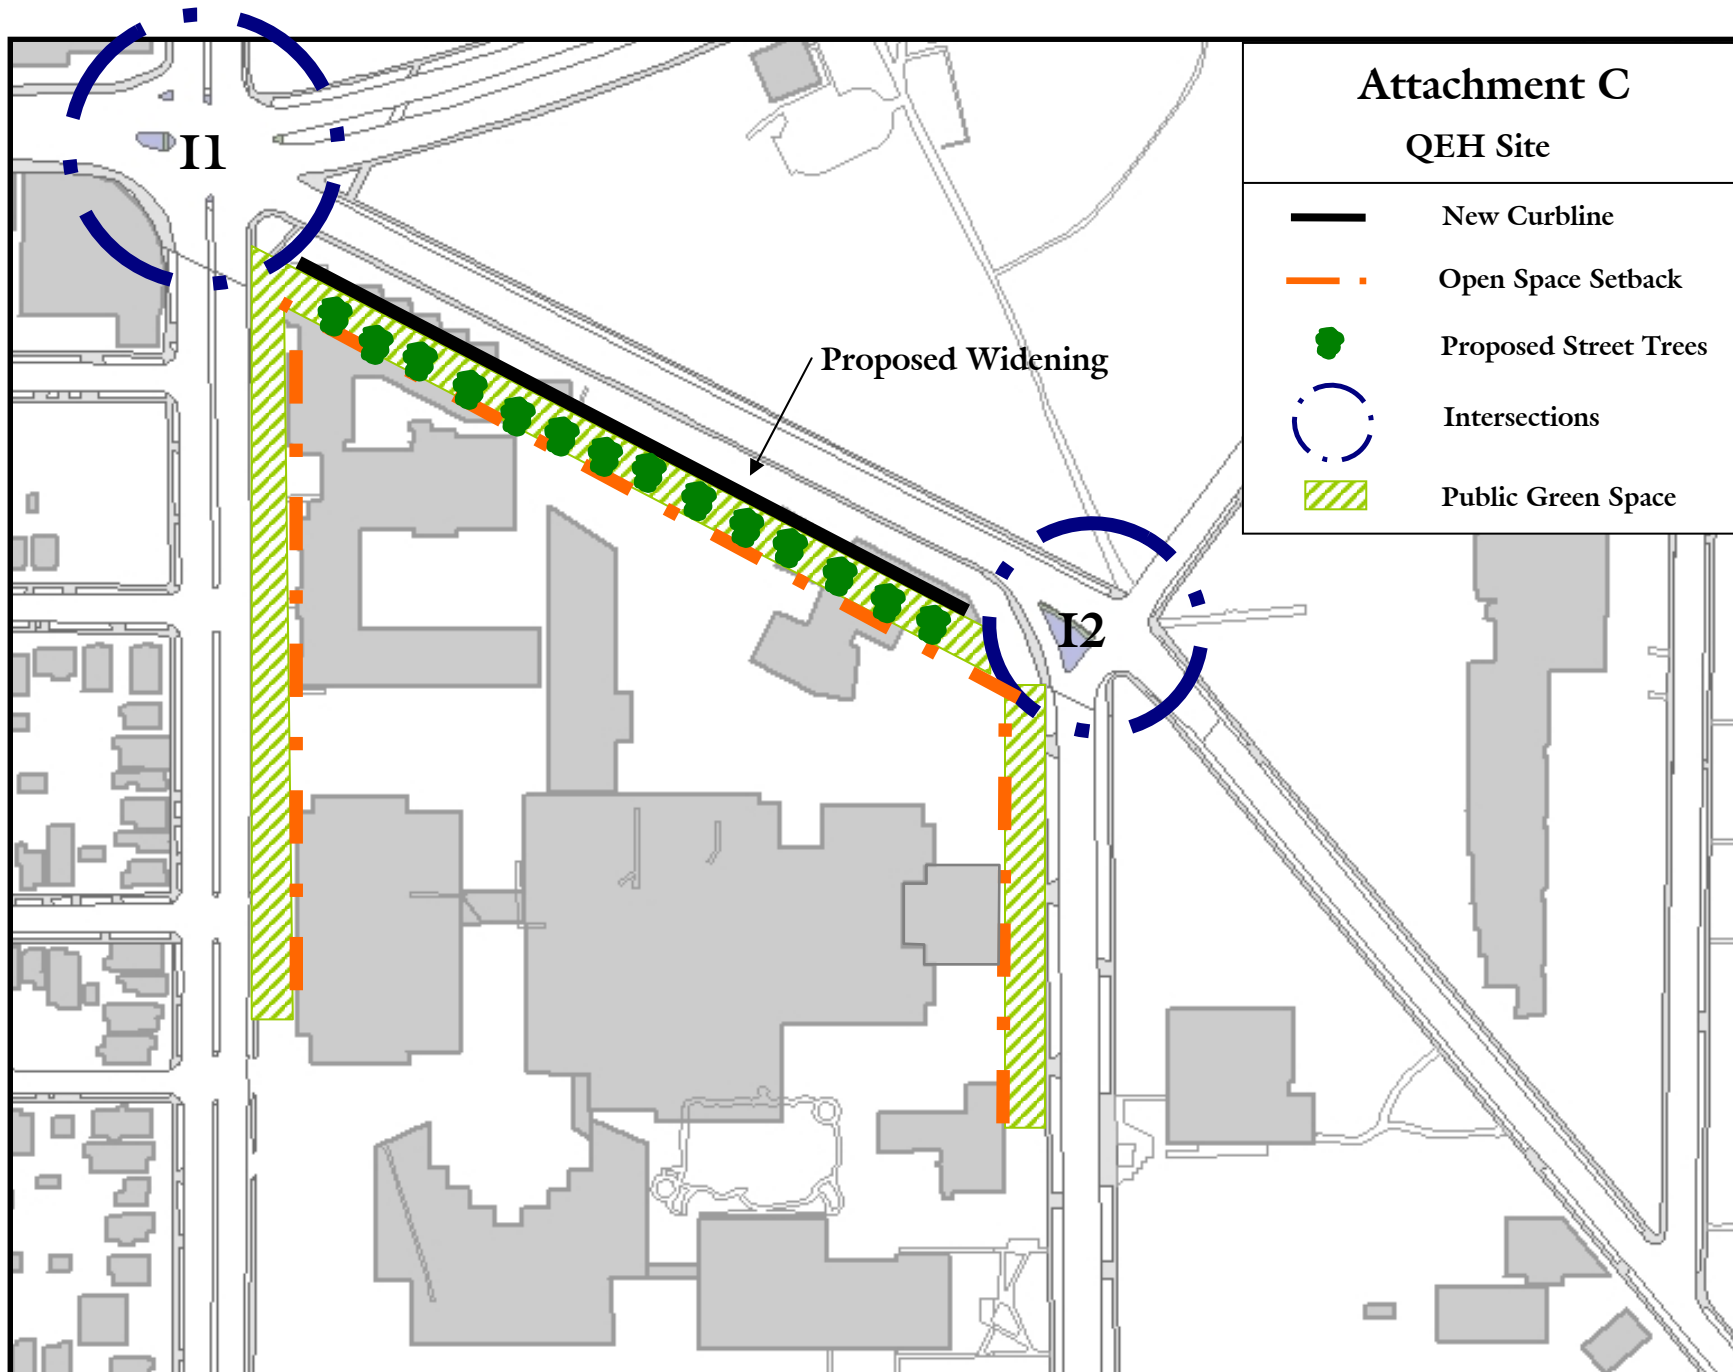 Attachment C
QEH Site
New Curbline
Open Space Setback
Proposed Street Trees
Intersections
Public Green Space
I1
Proposed Widening
I2